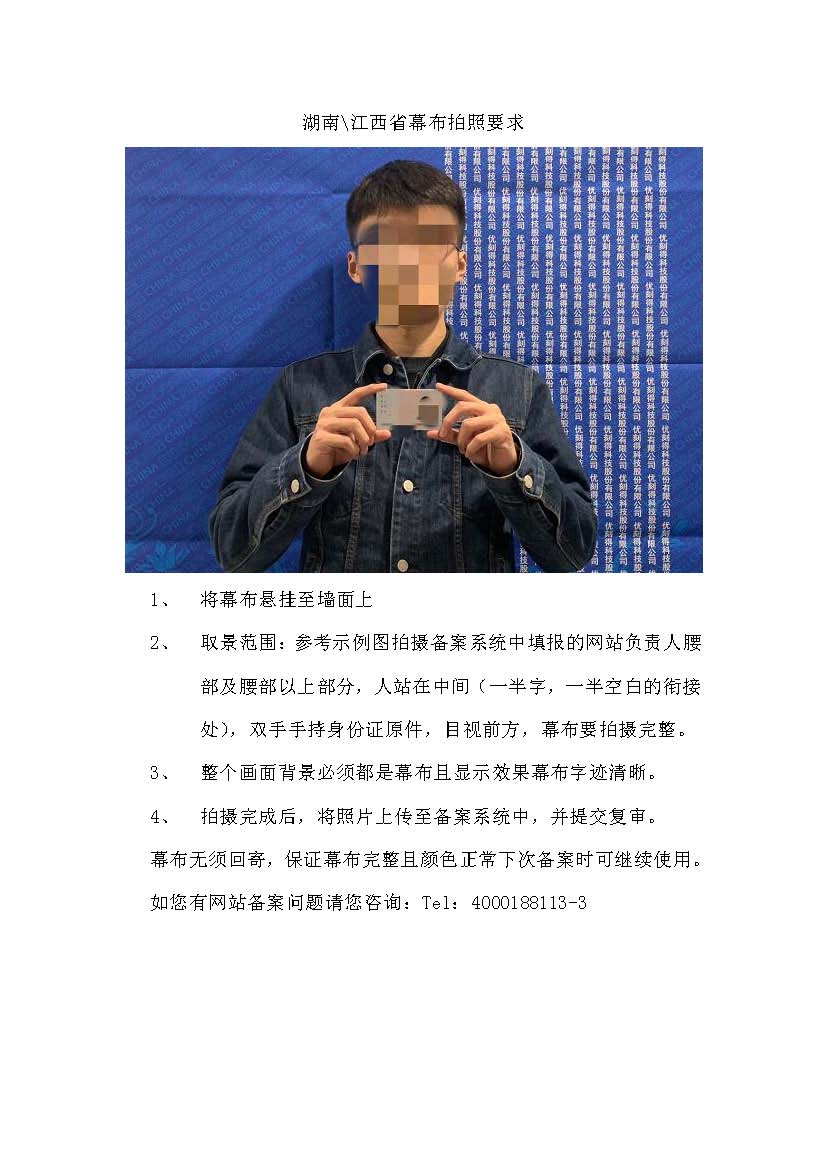 湖南\江西省幕布拍照要求
优刻得科技股份有限公司 优刻得科技股份有限公司 优刻得科技股份有限公司 优刻得科技股份有限公司
CHINA
1、 将幕布悬挂至墙面上
2、 取景范围：参考示例图拍摄备案系统中填报的网站负责人腰
部及腰部以上部分，人站在中间（一半字，一半空白的衔接
处），双手手持身份证原件，目视前方，幕布要拍摄完整。
3、 整个画面背景必须都是幕布且显示效果幕布字迹清晰。
4、 拍摄完成后，将照片上传至备案系统中，并提交复审。
幕布无须回寄，保证幕布完整且颜色正常下次备案时可继续使用。
如您有网站备案问题请您咨询：Tel：4000188113-3